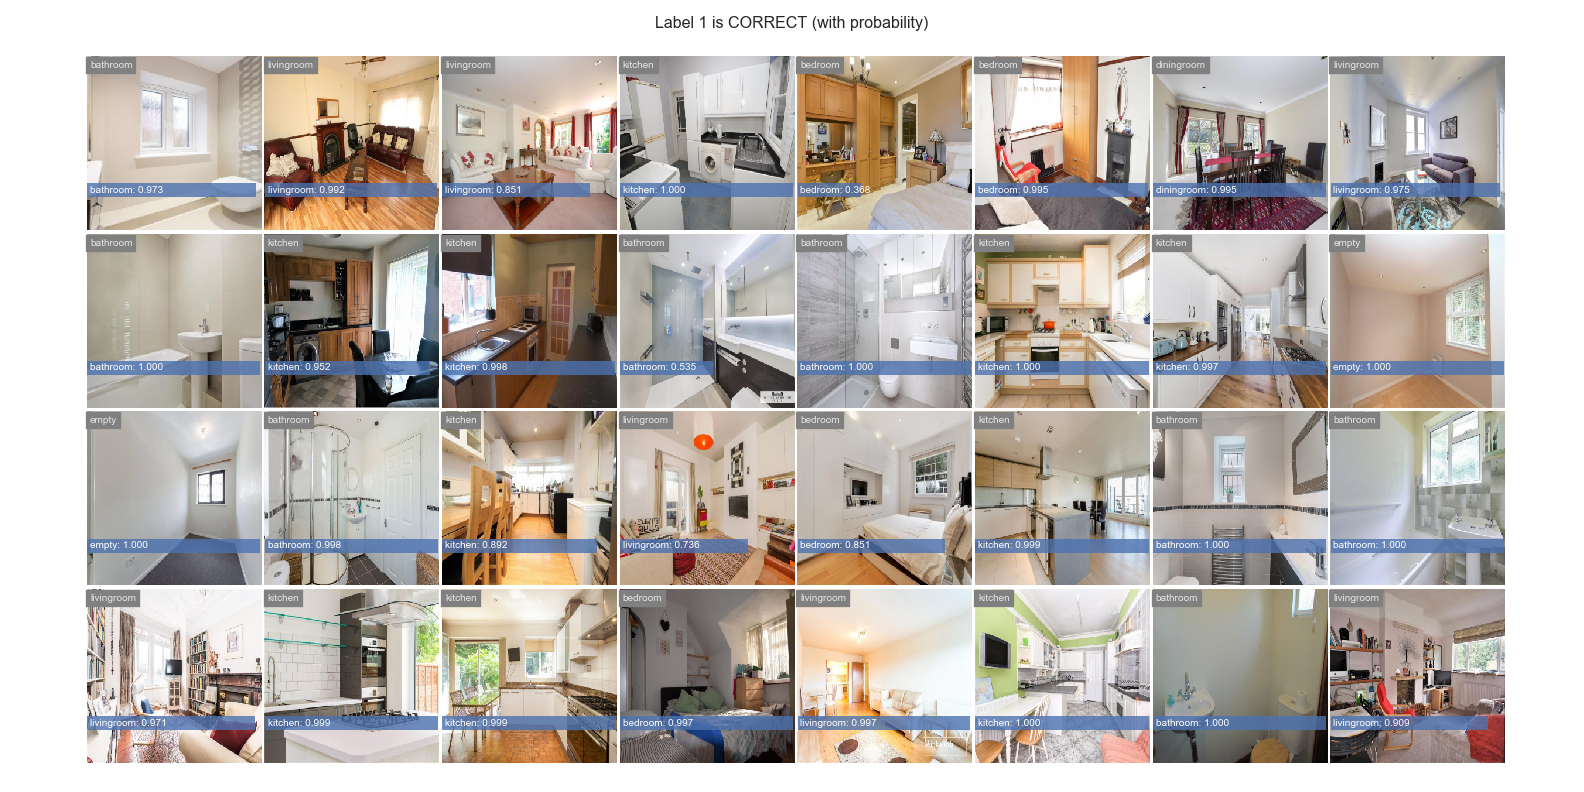 Label 1 is CORRECT (with probability)
bathroom
livingroom
livingroom
kitchen
bedroom
bedroom
diningroom
livingroom
bathroom: 0.973
livingroom: 0.992
livingroom: 0.851
kitchen: 1.000
bedroom: 0.368
bedroom: 0.995
diningroom: 0.995
livingroom: 0.975
bathroom
kitchen
kitchen
bathroom
bathroom
kitchen
kitchen
empty
bathroom: 1.000
kitchen: 0.952
kitchen: 0.998
bathroom: 0.535
bathroom: 1.000
kitchen: 1.000
kitchen: 0.997
empty: 1.000
empty
bathroom
kitchen
livingroom
bedroom
kitchen
bathroom
bathroom
empty: 1.000
bathroom: 0.998
kitchen: 0.892
livingroom: 0.736
bedroom: 0.851
kitchen: 0.999
bathroom: 1.000
bathroom: 1.000
livingroom
kitchen
kitchen
bedroom
livingroom
kitchen
bathroom
livingroom
livingroom: 0.971
kitchen: 0.999
kitchen: 0.999
bedroom: 0.997
livingroom: 0.997
kitchen: 1.000
bathroom: 1.000
livingroom: 0.909